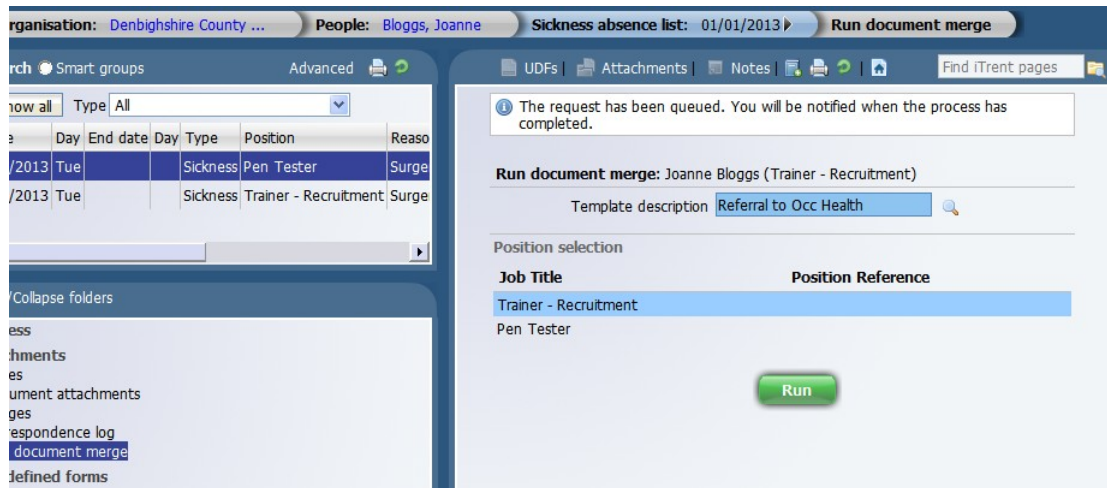 rganisation: Denbighshire County ... People: Bloggs, Joanne Sickness absence list: 01/01/2013 Run document merge
rch Smart groups Advanced
how all Type All
e Day End date Day Type Position Reaso
/2013 Tue Sickness Pen Tester Surge
/2013 Tue Sickness Trainer - Recruitment Surge
/Collapse folders
ess
chments
es
ument attachments
ges
respondence log
document merge
defined forms
UDFs | Attachments | Notes | Find iTrent pages
The request has been queued. You will be notified when the process has
completed.
Run document merge: Joanne Bloggs (Trainer - Recruitment)
Template description Referral to Occ Health
Position selection
Job Title Position Reference
Trainer - Recruitment
Pen Tester
Run